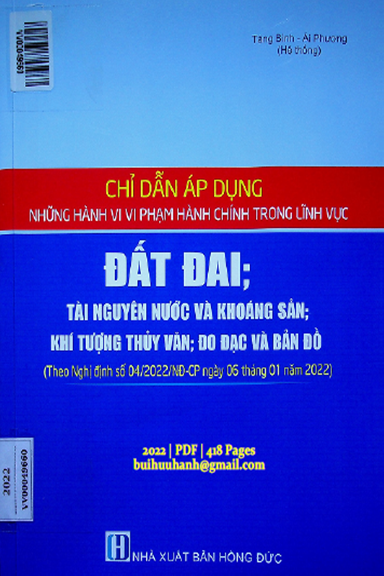 VV00049660
Tăng Bình - Ái Phương
(Hệ thống)
CHỈ DẪN ÁP DỤNG
NHỮNG HÀNH VI VI PHẠM HÀNH CHÍNH TRONG LĨNH VỰC
ĐẤT ĐAI;
TÀI NGUYÊN NƯỚC VÀ KHOÁNG SẢN;
KHÍ TƯỢNG THỦY VĂN; ĐO ĐẠC VÀ BẢN ĐỒ
(Theo Nghị định số 04/2022/NĐ-CP ngày 06 tháng 01 năm 2022)
2022 | PDF | 418 Pages
buihuuhanh@gmail.com
2022
VV00049660
NHÀ XUẤT BẢN HỒNG ĐỨC